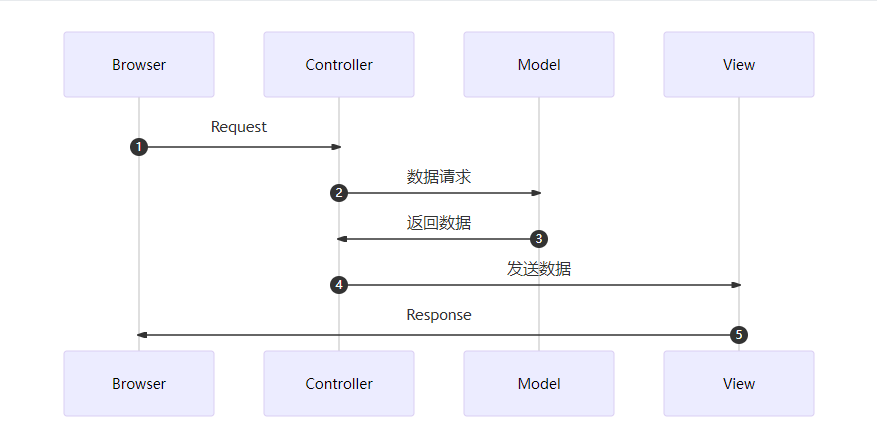 Browser
Controller
Model
View
Request
1
数据请求
2
返回数据
3
发送数据
4
Response
5
Browser
Controller
Model
View